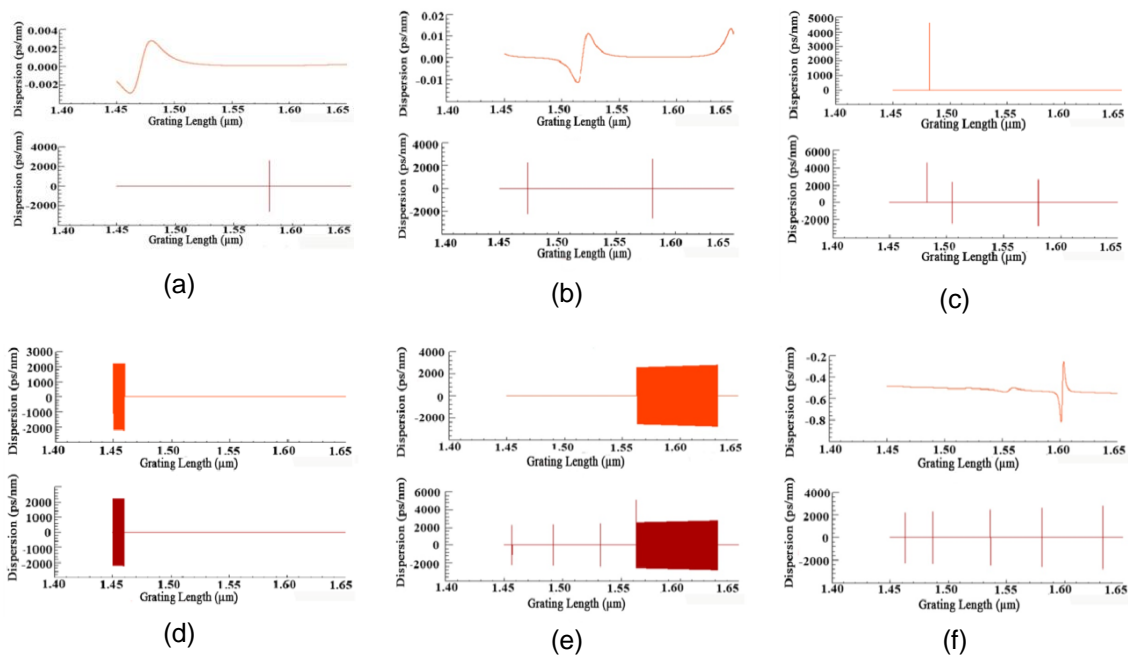 Dispersion (ps/nm)
0.004
0.002
0.00
-0.002
1.40 1.45 1.50 1.55 1.60 1.65
Grating Length (µm)
Dispersion (ps/nm)
4000
2000
0
-2000
1.40 1.45 1.50 1.55 1.60 1.65
Grating Length (µm)
(a)
Dispersion (ps/nm)
0.02
0.01
0.00
-0.01
1.40 1.45 1.50 1.55 1.60 1.65
Grating Length (µm)
Dispersion (ps/nm)
4000
2000
0
-2000
1.40 1.45 1.50 1.55 1.60 1.65
Grating Length (µm)
(b)
Dispersion (ps/nm)
5000
4000
3000
2000
1000
0
1.40 1.45 1.50 1.55 1.60 1.65
Grating Length (µm)
Dispersion (ps/nm)
6000
4000
2000
0
-2000
1.40 1.45 1.50 1.55 1.60 1.65
Grating Length (µm)
(c)
Dispersion (ps/nm)
3000
2000
1000
0
-1000
-2000
1.40 1.45 1.50 1.55 1.60 1.65
Grating Length (µm)
Dispersion (ps/nm)
2000
1000
0
-1000
-2000
1.40 1.45 1.50 1.55 1.60 1.65
Grating Length (µm)
(d)
Dispersion (ps/nm)
4000
2000
0
-2000
1.40 1.45 1.50 1.55 1.60 1.65
Grating Length (µm)
Dispersion (ps/nm)
6000
4000
2000
0
-2000
-4000
1.40 1.45 1.50 1.55 1.60 1.65
Grating Length (µm)
(e)
Dispersion (ps/nm)
-0.2
-0.4
-0.6
-0.8
1.40 1.45 1.50 1.55 1.60 1.65
Grating Length (µm)
Dispersion (ps/nm)
4000
2000
0
-2000
1.40 1.45 1.50 1.55 1.60 1.65
Grating Length (µm)
(f)